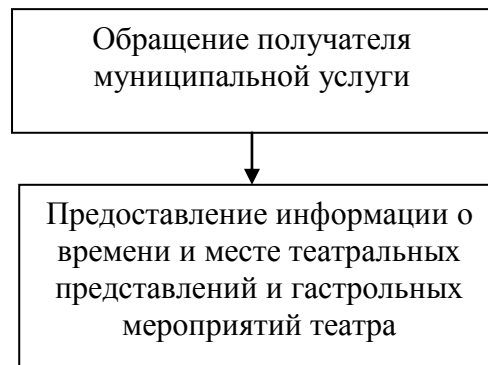 Обращение получателя
муниципальной услуги
Предоставление информации о
времени и месте театральных
представлений и гастрольных
мероприятий театра